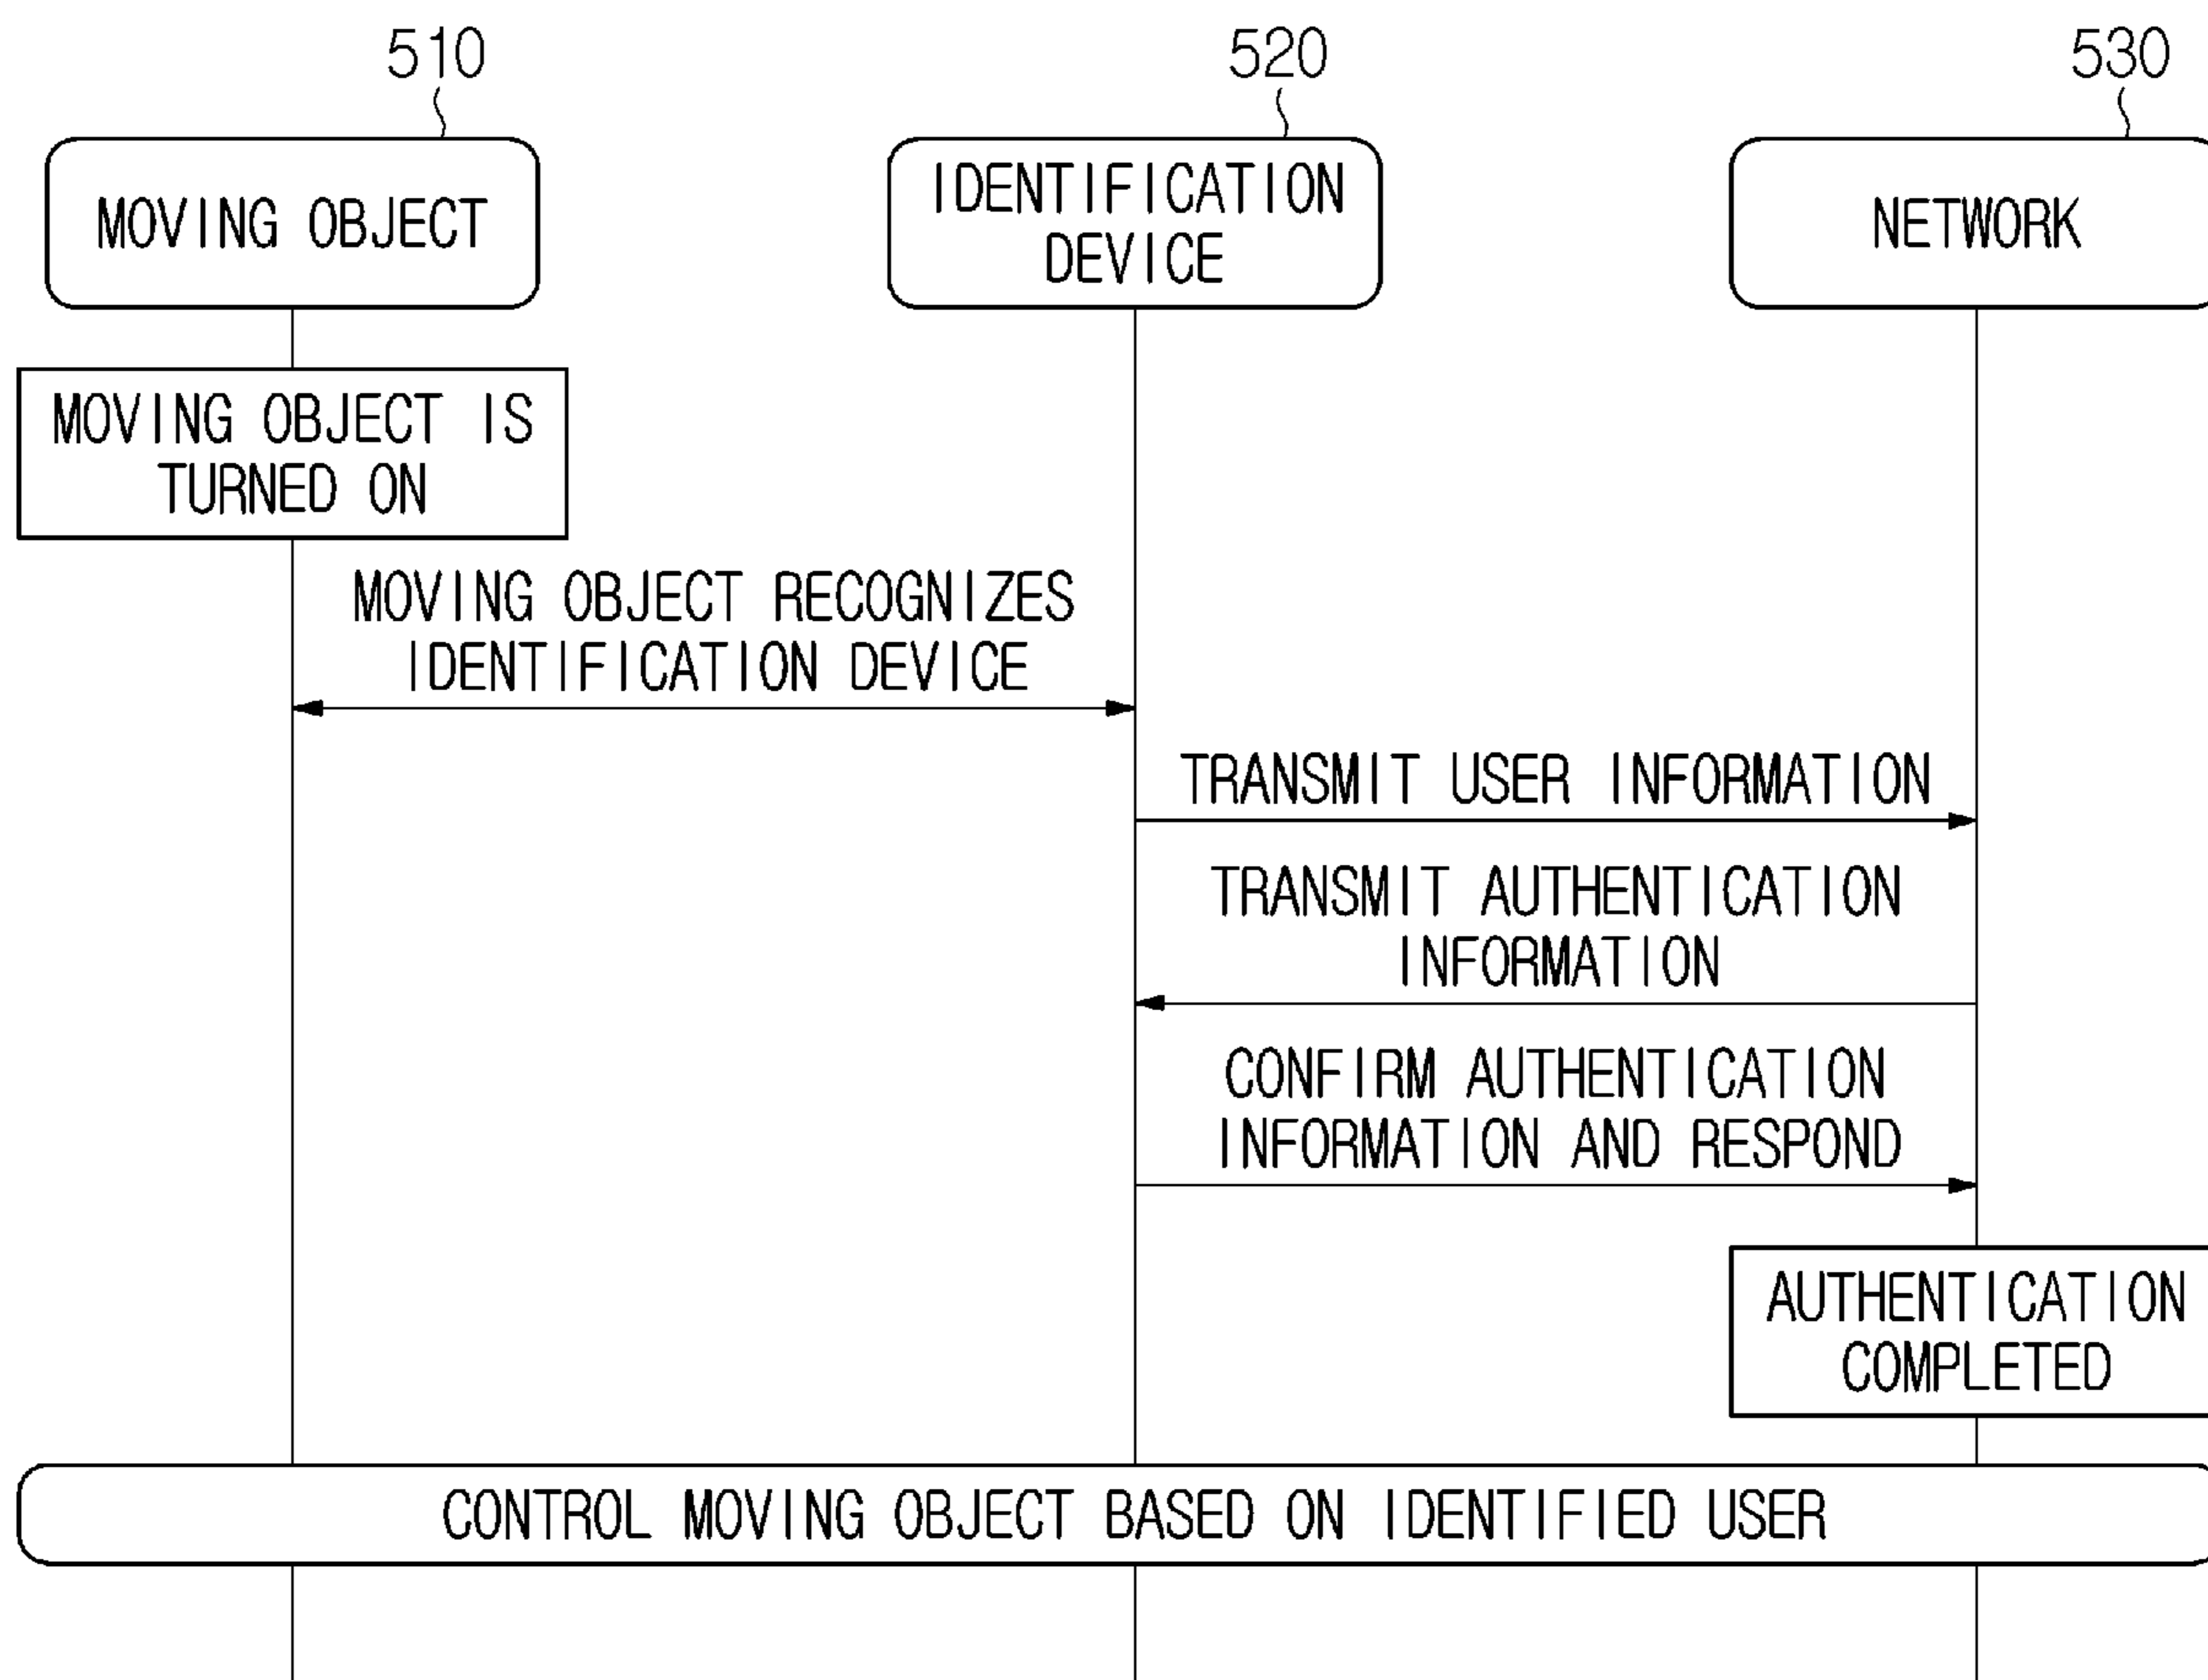 510
520
530
MOVING OBJECT
IDENTIFICATION
DEVICE
NETWORK
MOVING OBJECT IS
TURNED ON
MOVING OBJECT RECOGNIZES
IDENTIFICATION DEVICE
TRANSMIT USER INFORMATION
TRANSMIT AUTHENTICATION
INFORMATION
CONFIRM AUTHENTICATION
INFORMATION AND RESPOND
AUTHENTICATION
COMPLETED
CONTROL MOVING OBJECT BASED ON IDENTIFIED USER